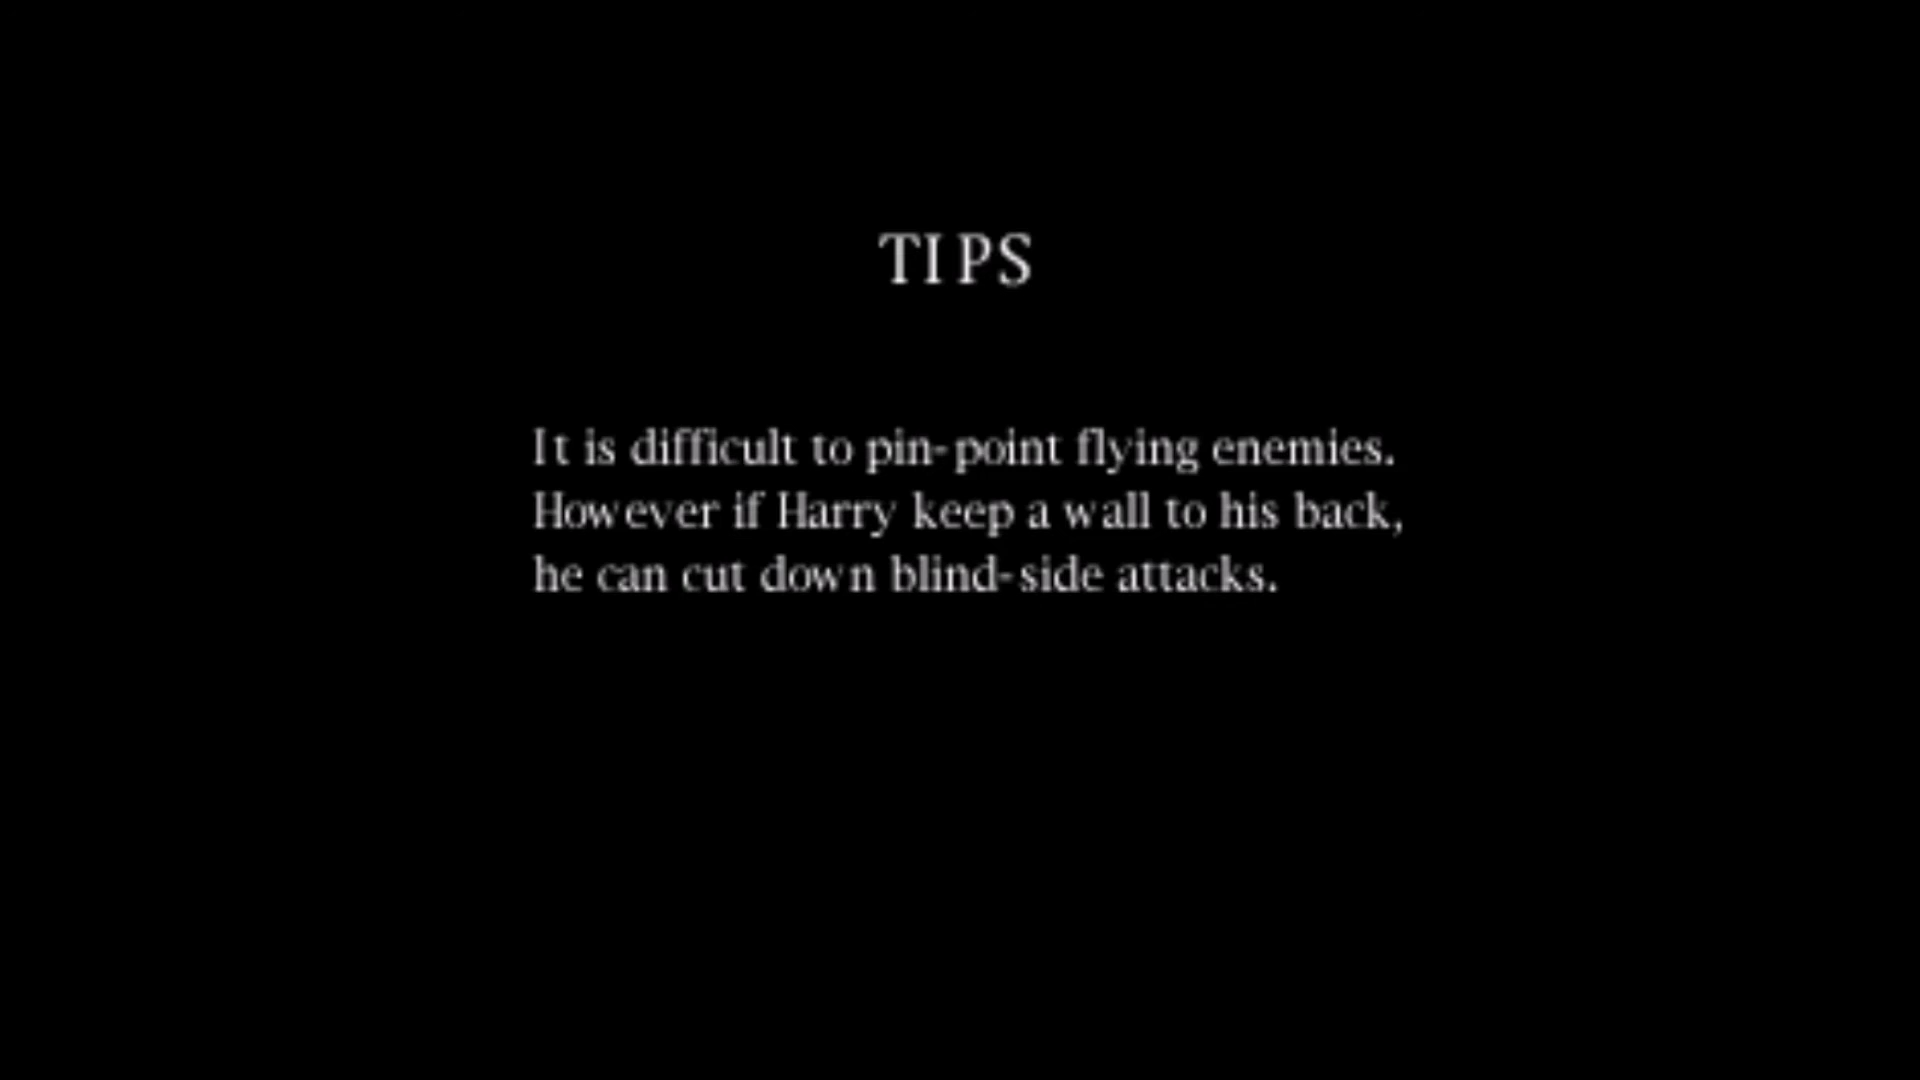 TIPS
It is difficult to pin-point flying enemies.
However if Harry keep a wall to his back,
he can cut down blind-side attacks.